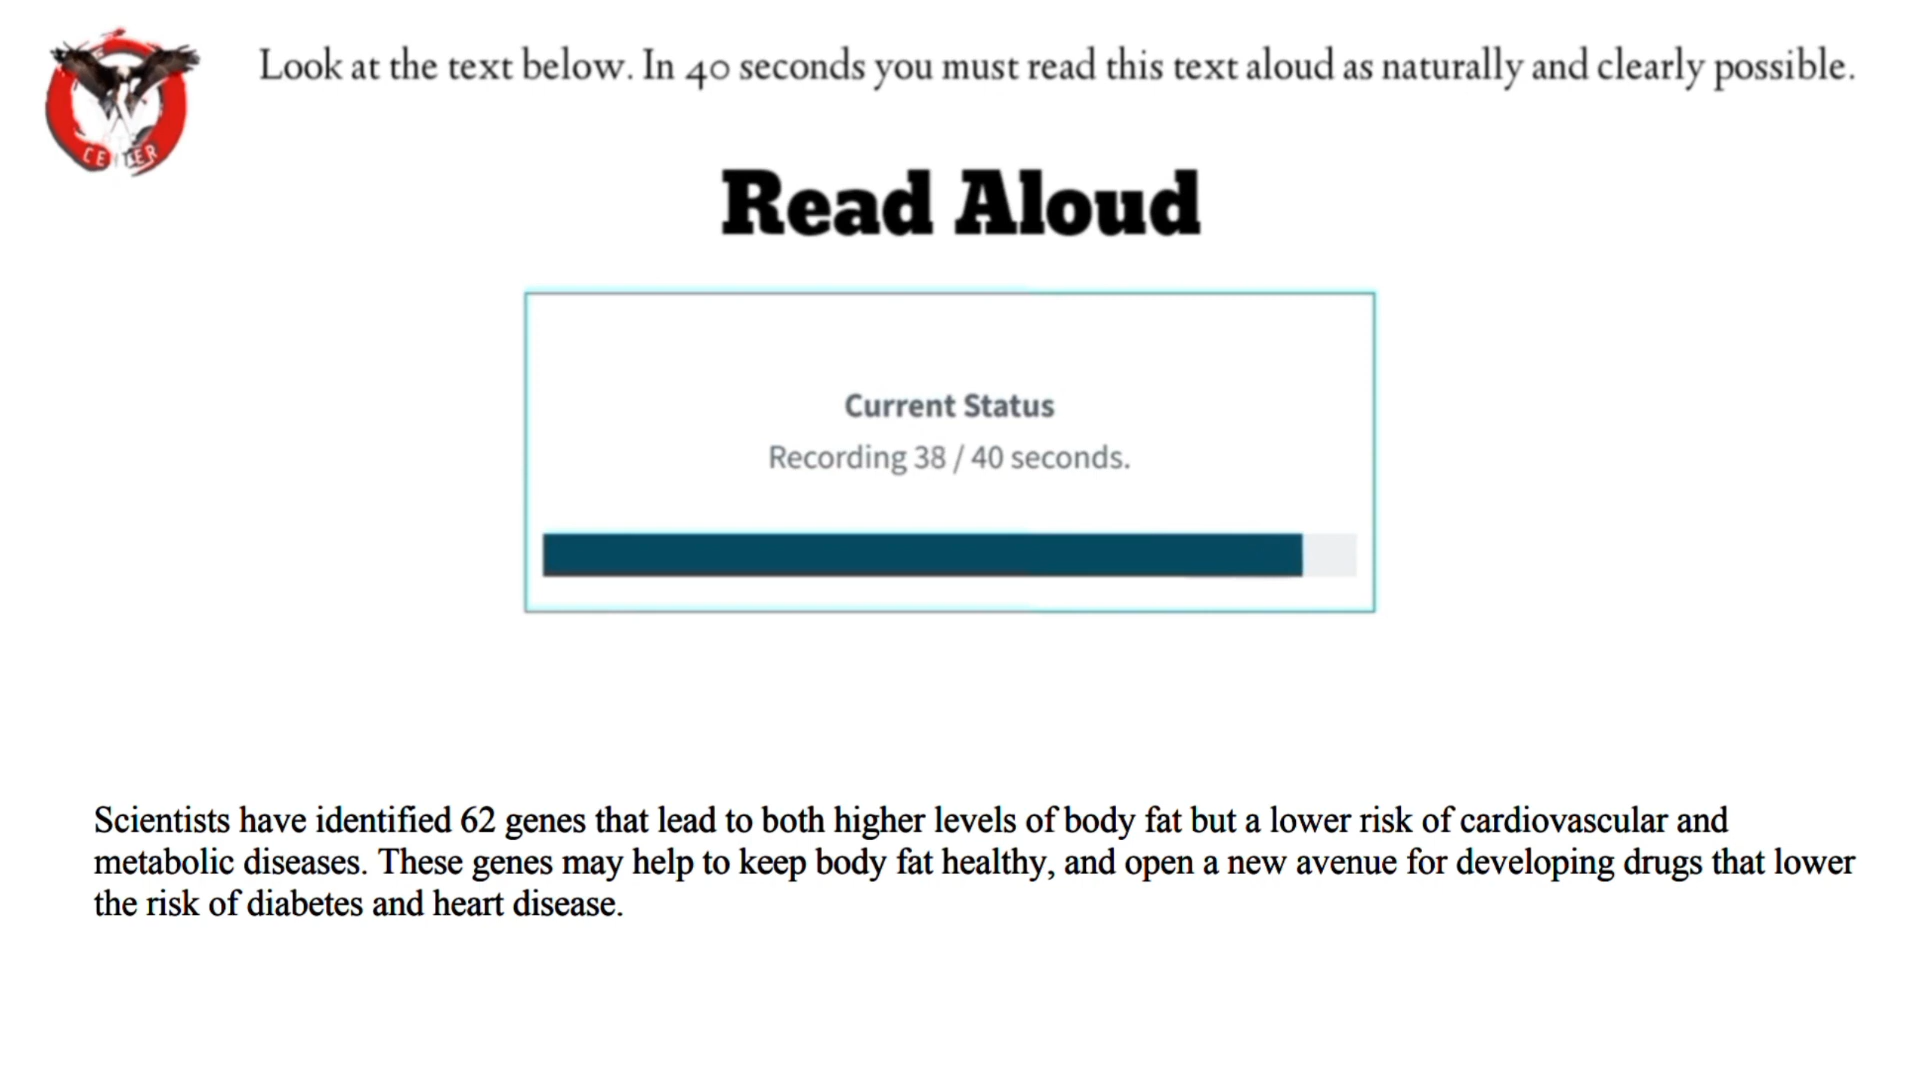 Look at the text below. In 40 seconds you must read this text aloud as naturally and clearly possible.
CENTER
Read Aloud
Current Status
Recording 38 / 40 seconds.
Scientists have identified 62 genes that lead to both higher levels of body fat but a lower risk of cardiovascular and
metabolic diseases. These genes may help to keep body fat healthy, and open a new avenue for developing drugs that lower
the risk of diabetes and heart disease.